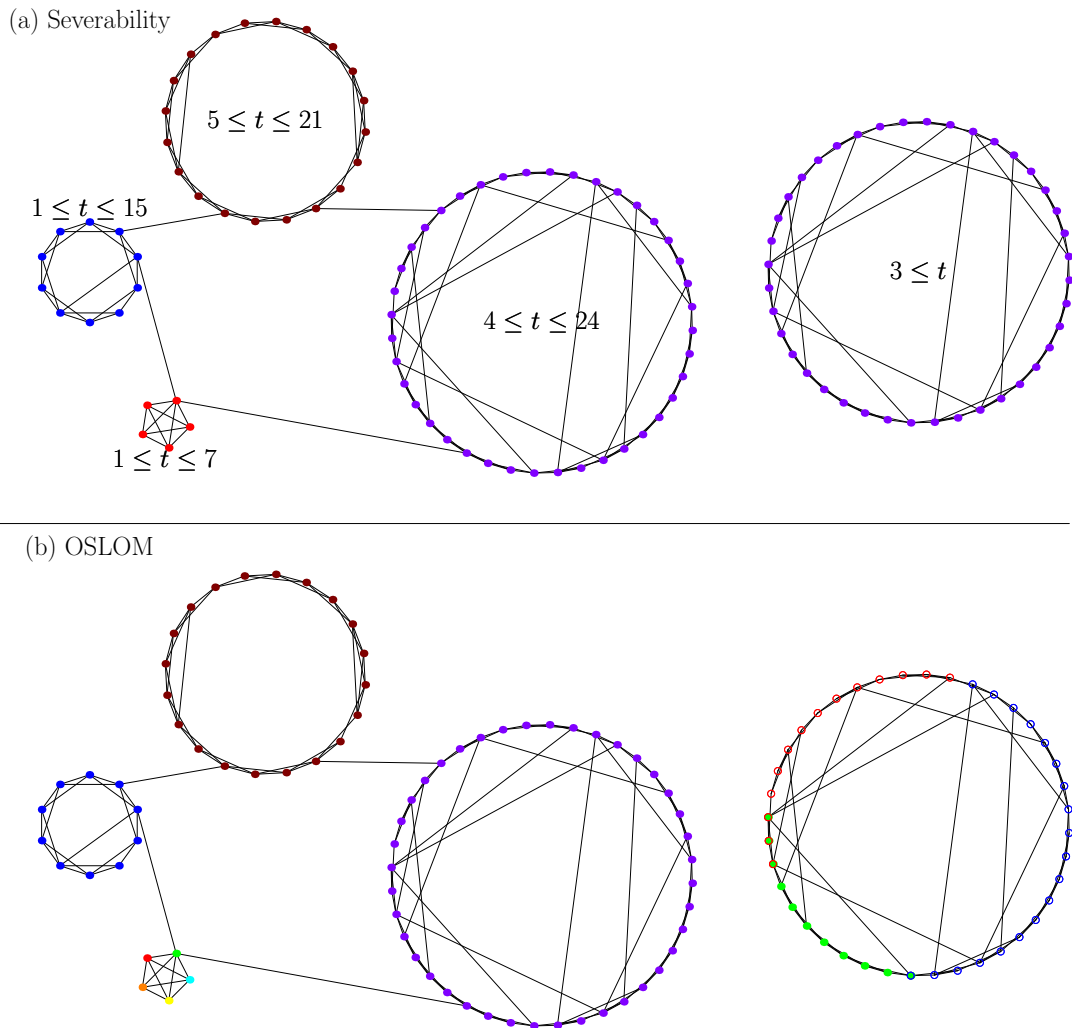 (a) Severability
5 ≤ t ≤ 21
1 ≤ t ≤ 15
3 ≤ t
4 ≤ t ≤ 24
1 ≤ t ≤ 7
(b) OSLOM